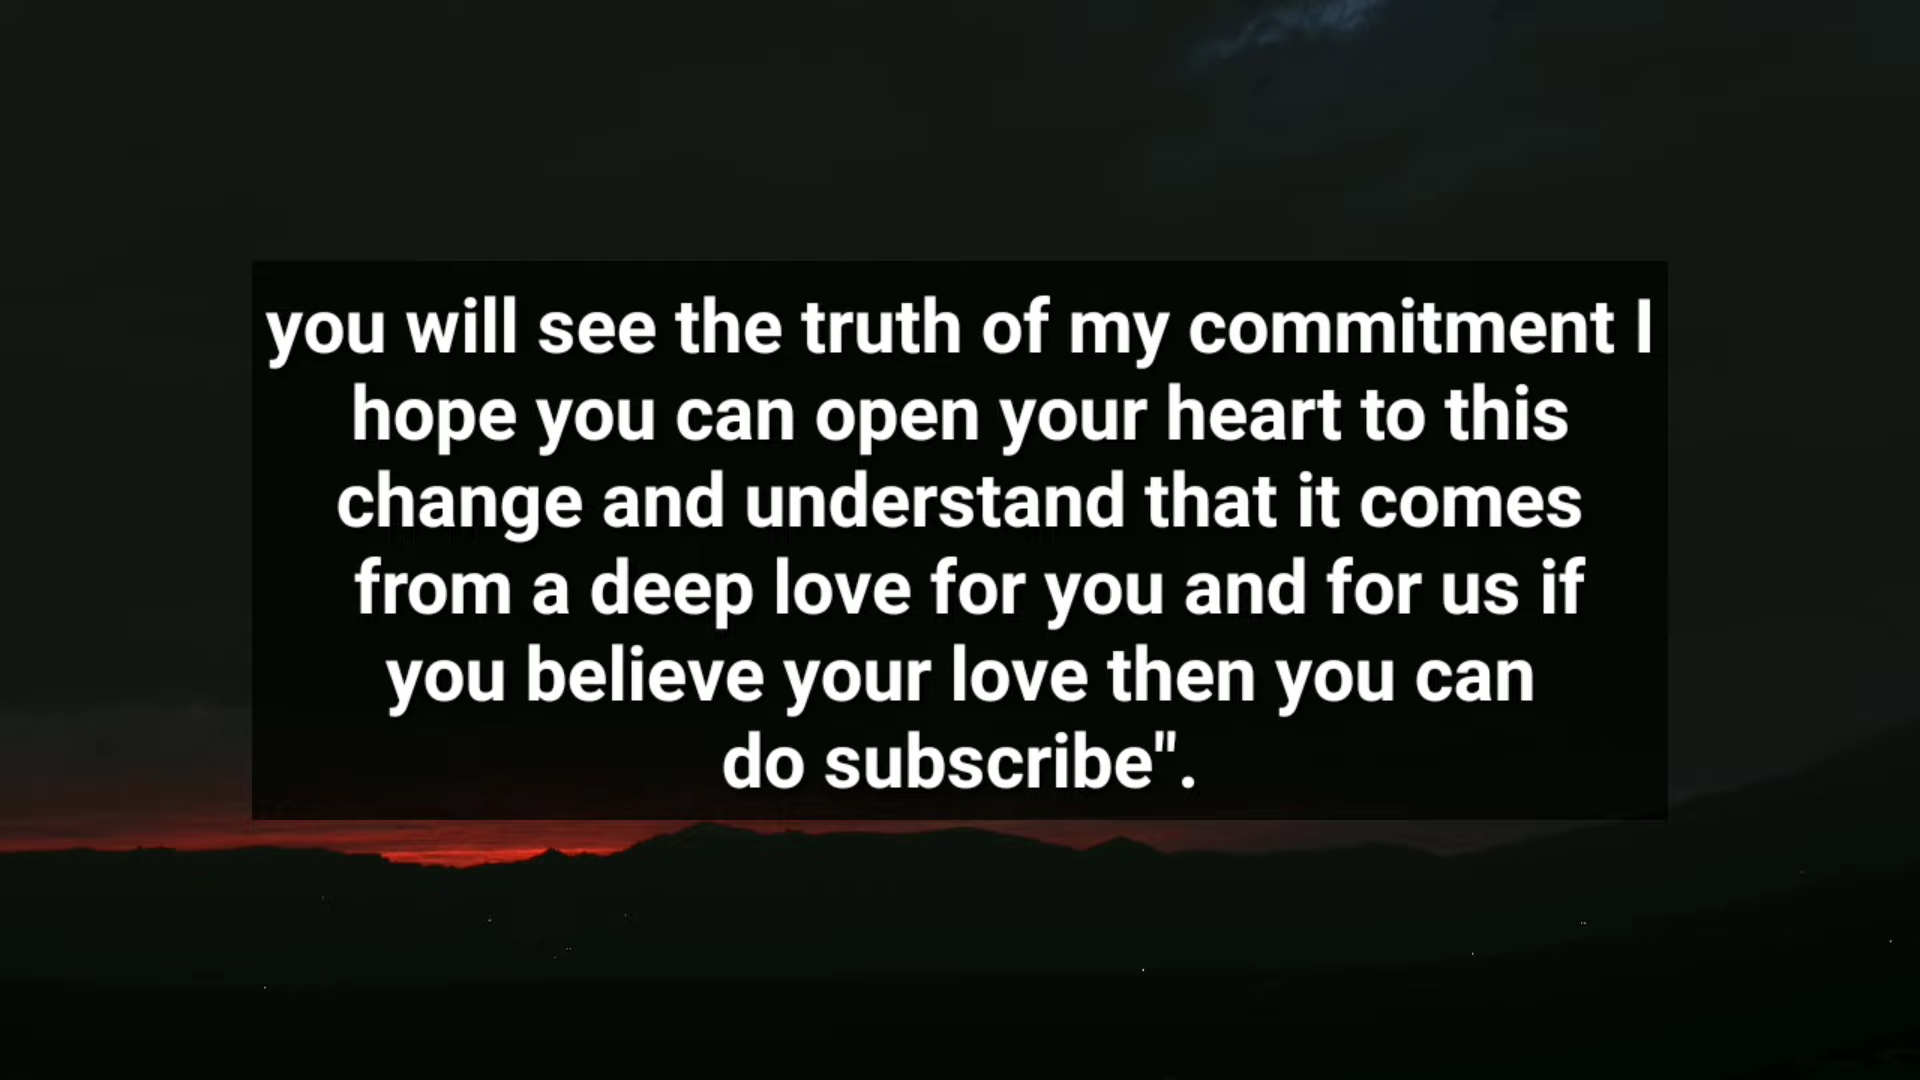 you will see the truth of my commitment I
hope you can open your heart to this
change and understand that it comes
from a deep love for you and for us if
you believe your love then you can
do subscribe".